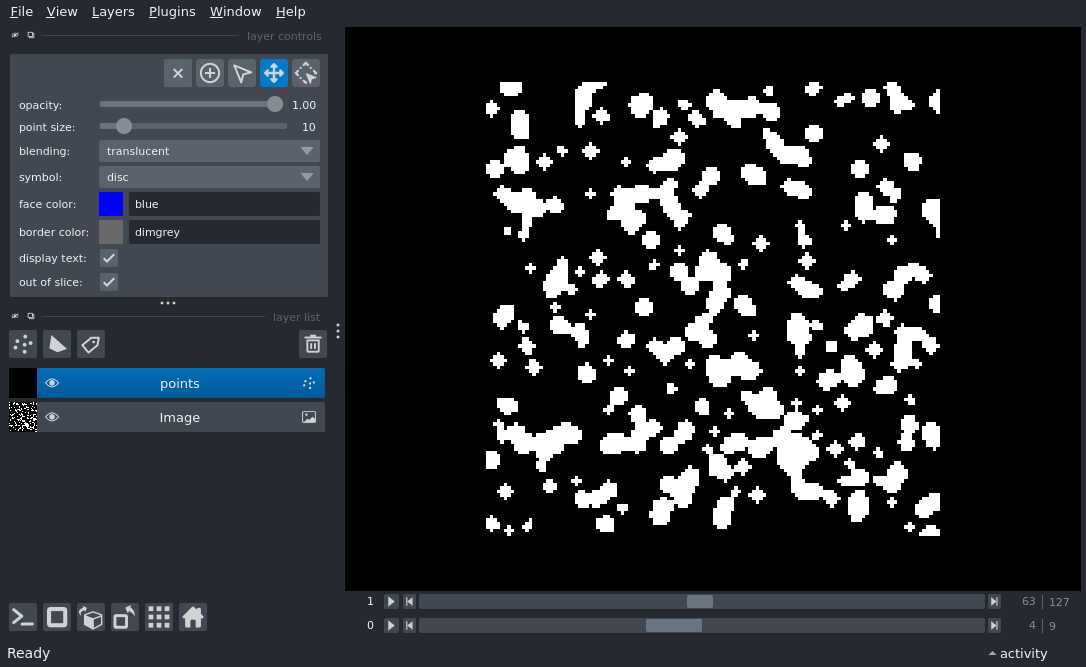 File View Layers Plugins Window Help
layer controls
opacity: 1.00
point size: 10
blending: translucent
symbol: disc
face color: blue
border color: dimgrey
display text:
out of slice:
layer list
points
Image
1 63 | 127
0 4 | 9
Ready activity